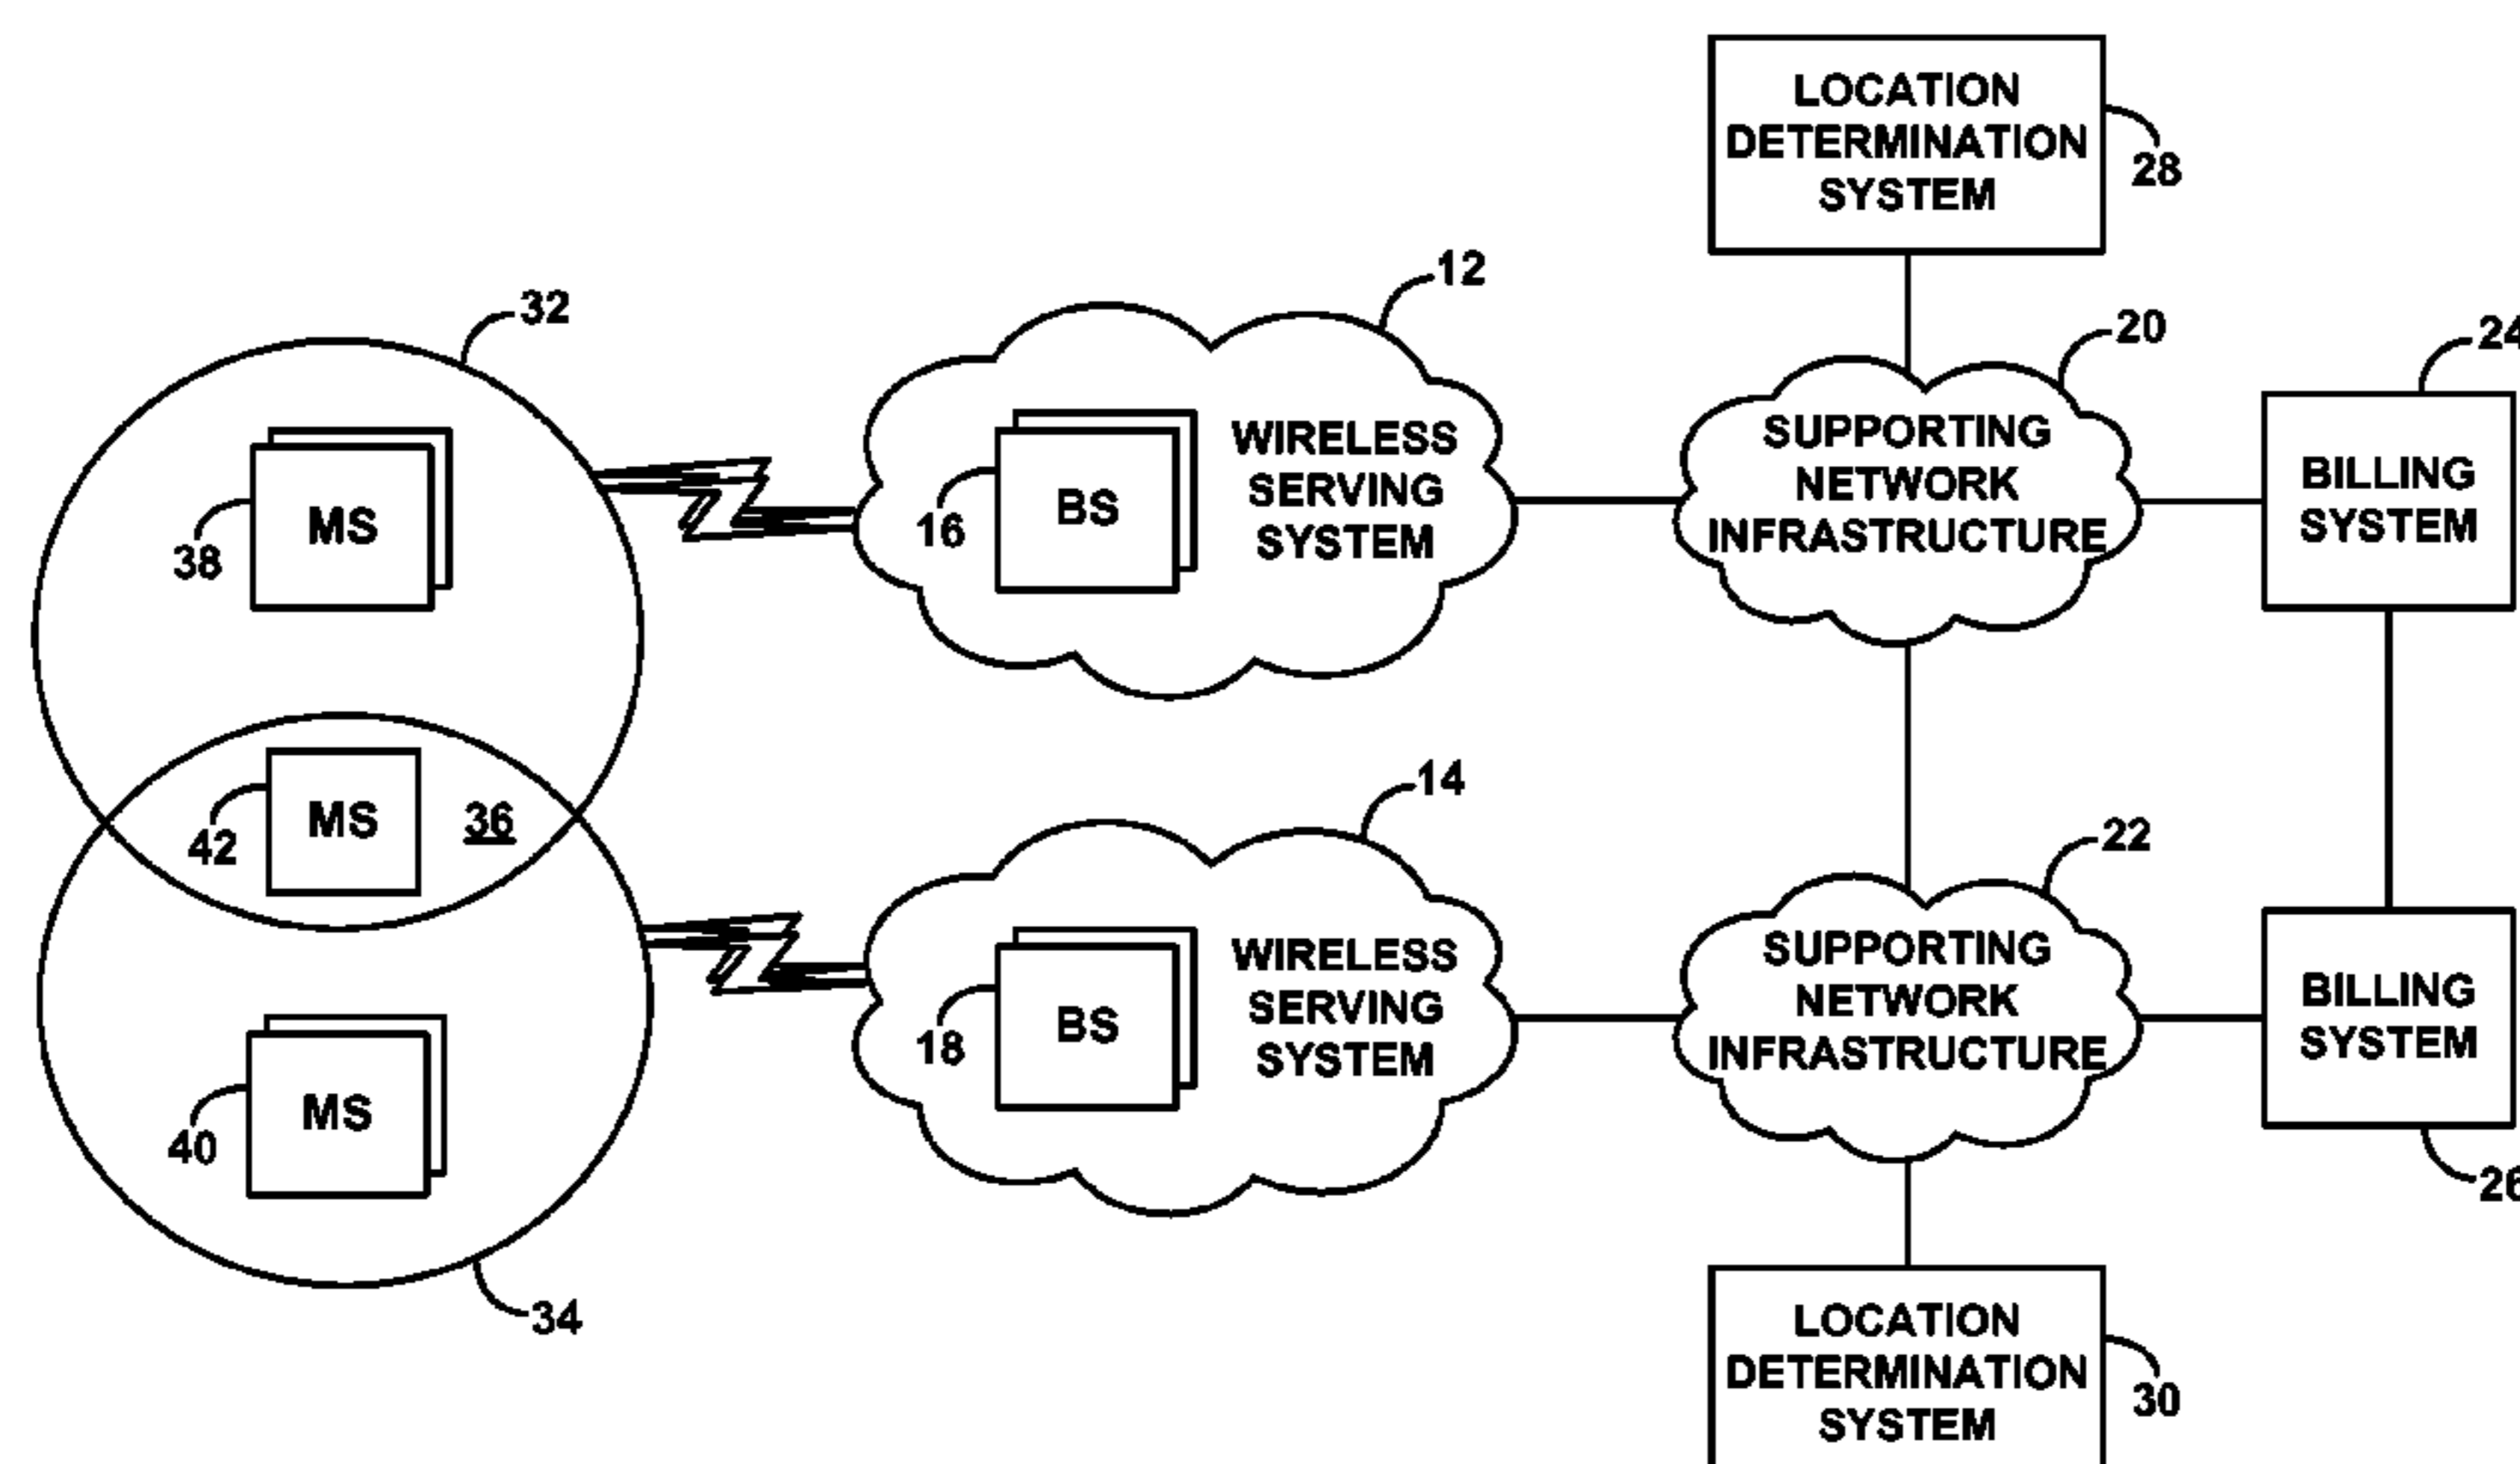 LOCATION
DETERMINATION
SYSTEM
28
12
32
20
24
WIRELESS
SERVING
SYSTEM
SUPPORTING
NETWORK
INFRASTRUCTURE
BILLING
SYSTEM
MS
38
BS
16
14
MS
42
36
22
WIRELESS
SERVING
SYSTEM
SUPPORTING
NETWORK
INFRASTRUCTURE
BILLING
SYSTEM
BS
18
MS
40
26
34
LOCATION
DETERMINATION
SYSTEM
30